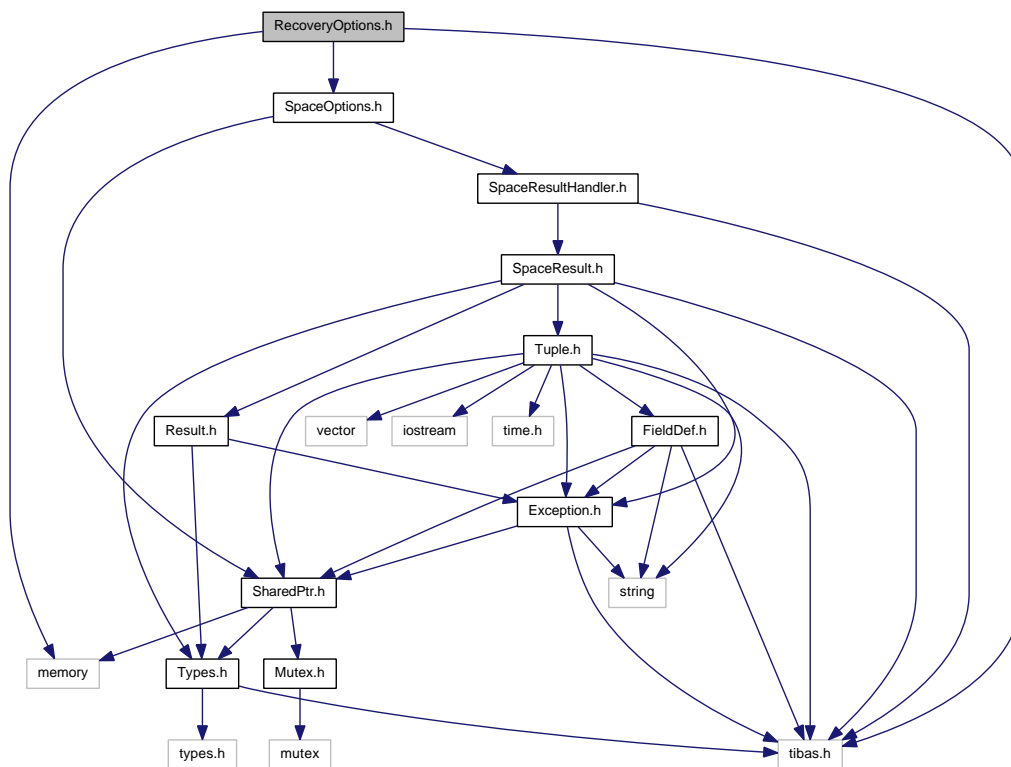 RecoveryOptions.h
SpaceOptions.h
SpaceResultHandler.h
SpaceResult.h
Tuple.h
Result.h
vector
iostream
time.h
FieldDef.h
Exception.h
SharedPtr.h
string
memory
Types.h
Mutex.h
types.h
mutex
tibas.h